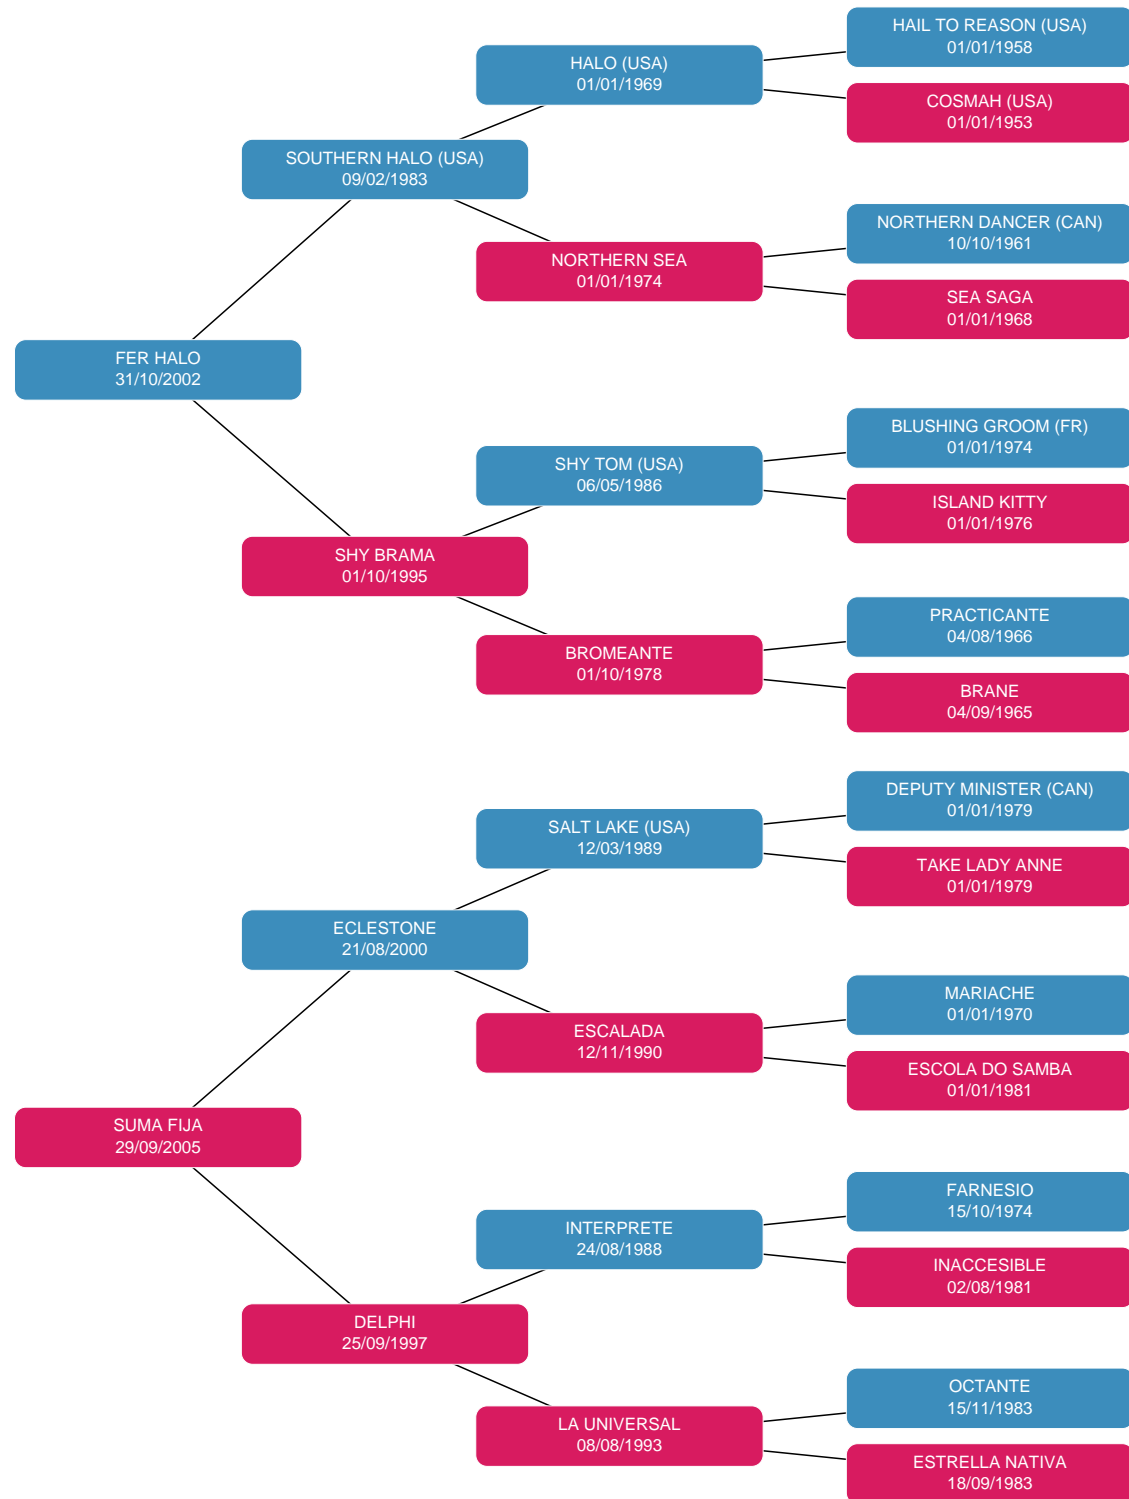 HAIL TO REASON (USA)
01/01/1958
HALO (USA)
01/01/1969
COSMAH (USA)
01/01/1953
SOUTHERN HALO (USA)
09/02/1983
NORTHERN DANCER (CAN)
10/10/1961
NORTHERN SEA
01/01/1974
SEA SAGA
01/01/1968
FER HALO
31/10/2002
BLUSHING GROOM (FR)
01/01/1974
SHY TOM (USA)
06/05/1986
ISLAND KITTY
01/01/1976
SHY BRAMA
01/10/1995
PRACTICANTE
04/08/1966
BROMEANTE
01/10/1978
BRANE
04/09/1965
DEPUTY MINISTER (CAN)
01/01/1979
SALT LAKE (USA)
12/03/1989
TAKE LADY ANNE
01/01/1979
ECLESTONE
21/08/2000
MARIACHE
01/01/1970
ESCALADA
12/11/1990
ESCOLA DO SAMBA
01/01/1981
SUMA FIJA
29/09/2005
FARNESIO
15/10/1974
INTERPRETE
24/08/1988
INACCESIBLE
02/08/1981
DELPHI
25/09/1997
OCTANTE
15/11/1983
LA UNIVERSAL
08/08/1993
ESTRELLA NATIVA
18/09/1983